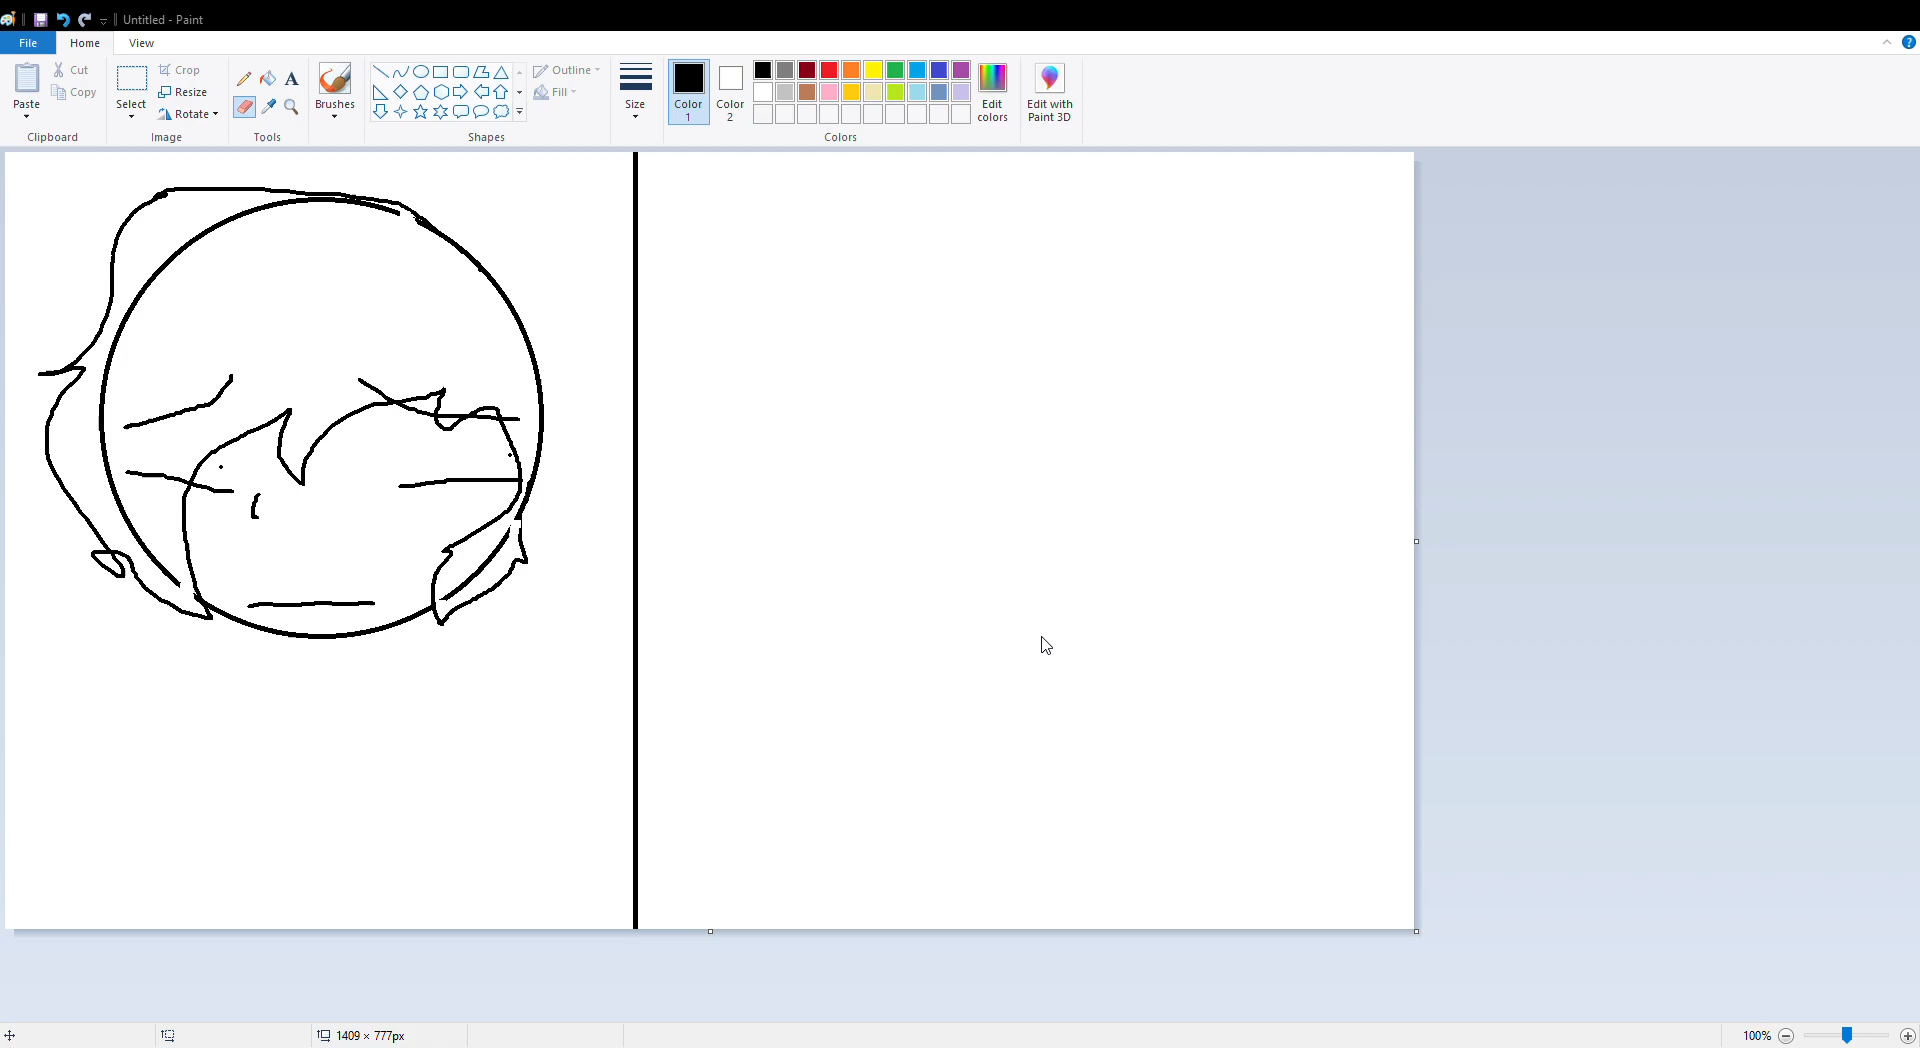 Untitled - Paint
File Home View
Paste
Cut
Copy
Clipboard
Select
Crop
Resize
Rotate
Image
A
Tools
Brushes
Outline
Fill
Shapes
Size
Color 1
Color 2
Edit colors
Colors
Edit with Paint 3D
?
1409 × 777px
100%